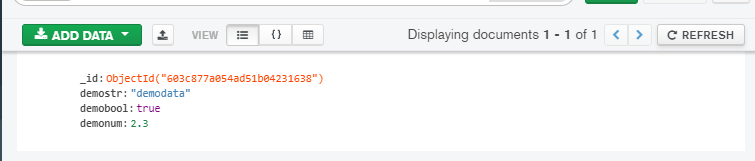 ADD DATA VIEW {} Displaying documents 1 - 1 of 1 < > REFRESH
_id: ObjectId("603c877a054ad51b04231638")
demostr: "demodata"
demobool: true
demonum: 2.3